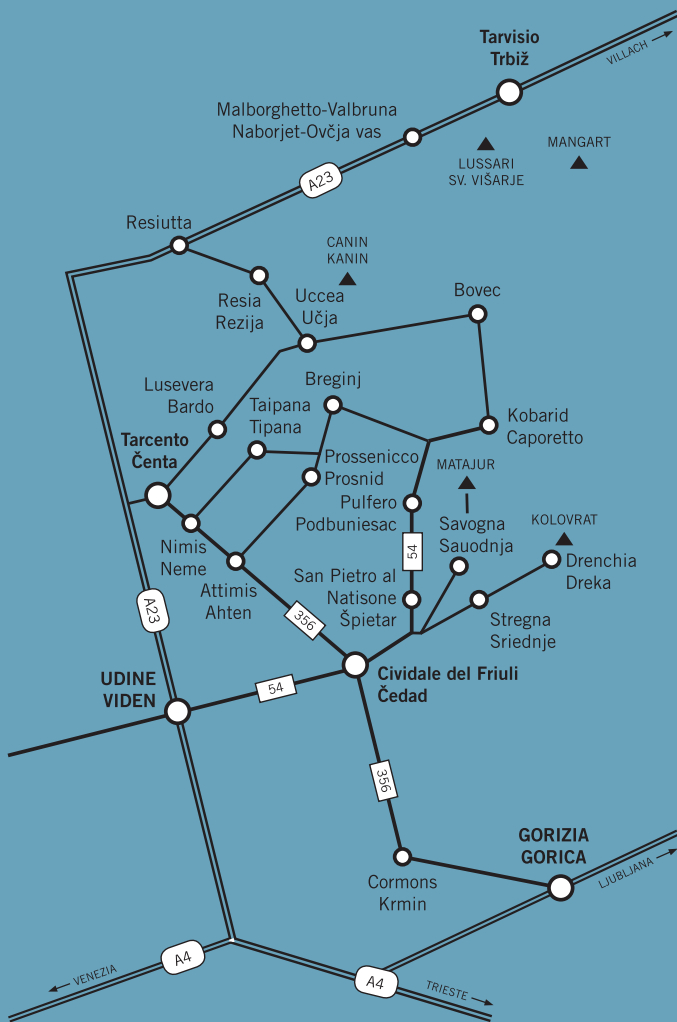 Tarvisio
Trbiž
VILLACH
Malborghetto-Valbruna
Naborjet-Ovčja vas
LUSSARI
SV. VIŠARJE
MANGART
A23
Resiutta
CANIN
KANIN
Resia
Rezija
Uccea
Učja
Bovec
Lusevera
Bardo
Breginj
Taipana
Tipana
Kobarid
Caporetto
Tarcento
Čenta
Prossenicco
Prosnid
MATAJUR
Pulfero
Podbuniesac
Savogna
Sauodnja
KOLOVRAT
Nimis
Neme
54
Drenchia
Dreka
Attimis
Ahten
San Pietro al
Natisone
Špietar
A23
356
Stregna
Sriednje
UDINE
VIDEN
54
Cividale del Friuli
Čedad
356
GORIZIA
GORICA
LJUBLJANA
Cormons
Krmin
A4
VENEZIA
A4
TRIESTE